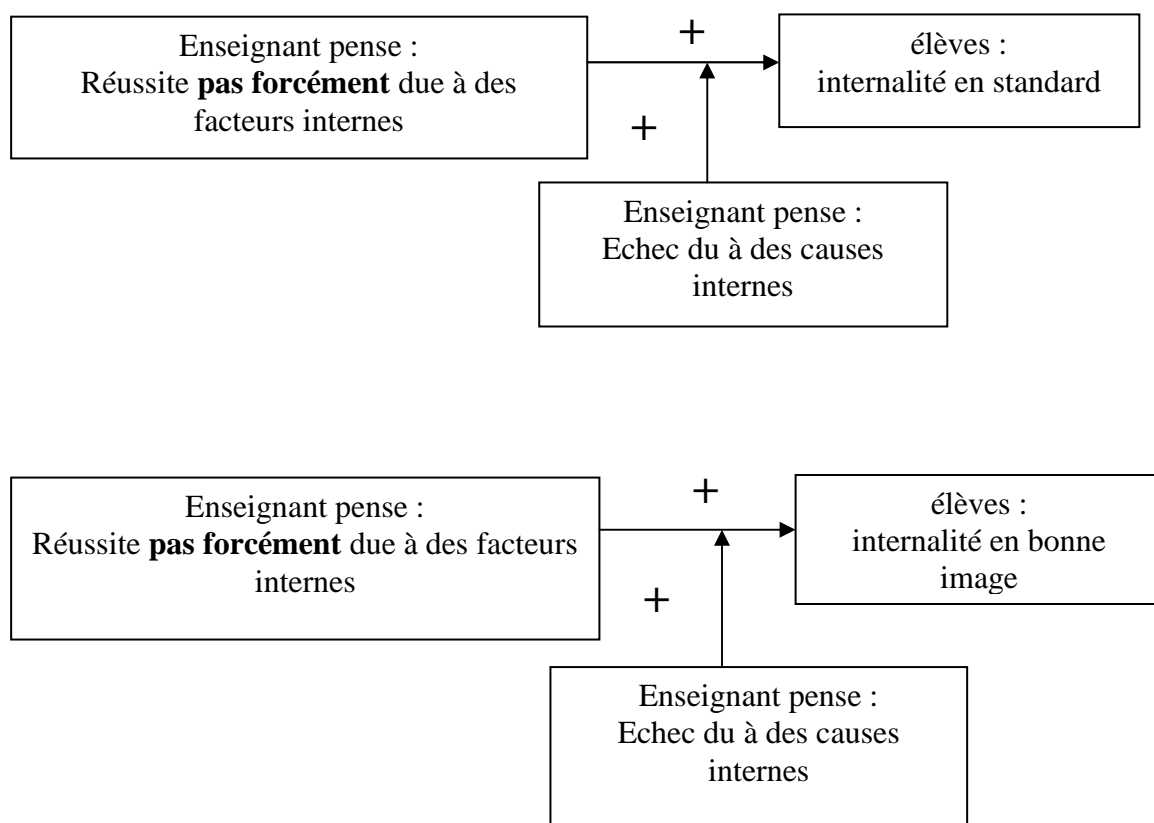 Enseignant pense :
Réussite pas forcément due à des
facteurs internes
+
élèves :
internalité en standard
+
Enseignant pense :
Echec du à des causes
internes
Enseignant pense :
Réussite pas forcément due à des facteurs
internes
+
élèves :
internalité en bonne
image
+
Enseignant pense :
Echec du à des causes
internes